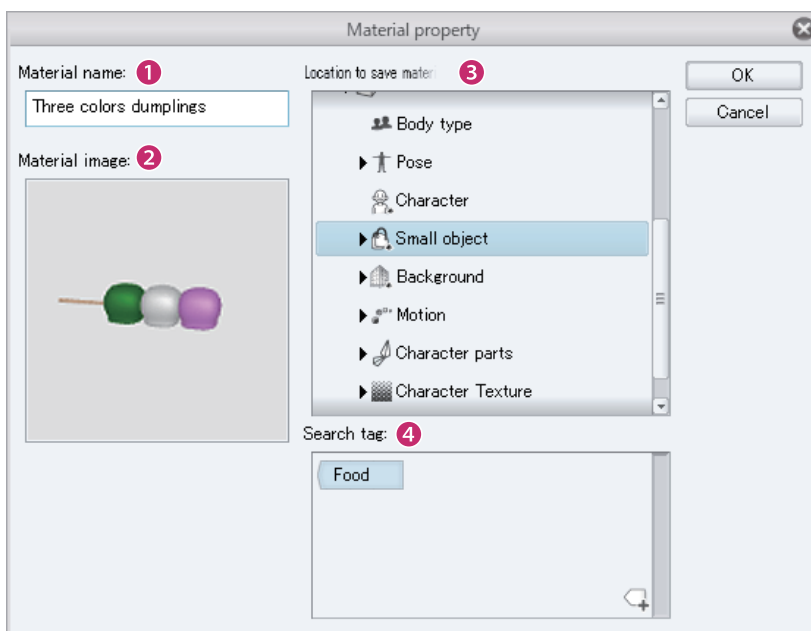 Material property
Material name: 1
Three colors dumplings
Material image: 2
Location to save mater 3
Body type
Pose
Character
Small object
Background
Motion
Character parts
Character Texture
Search tag: 4
Food
OK
Cancel